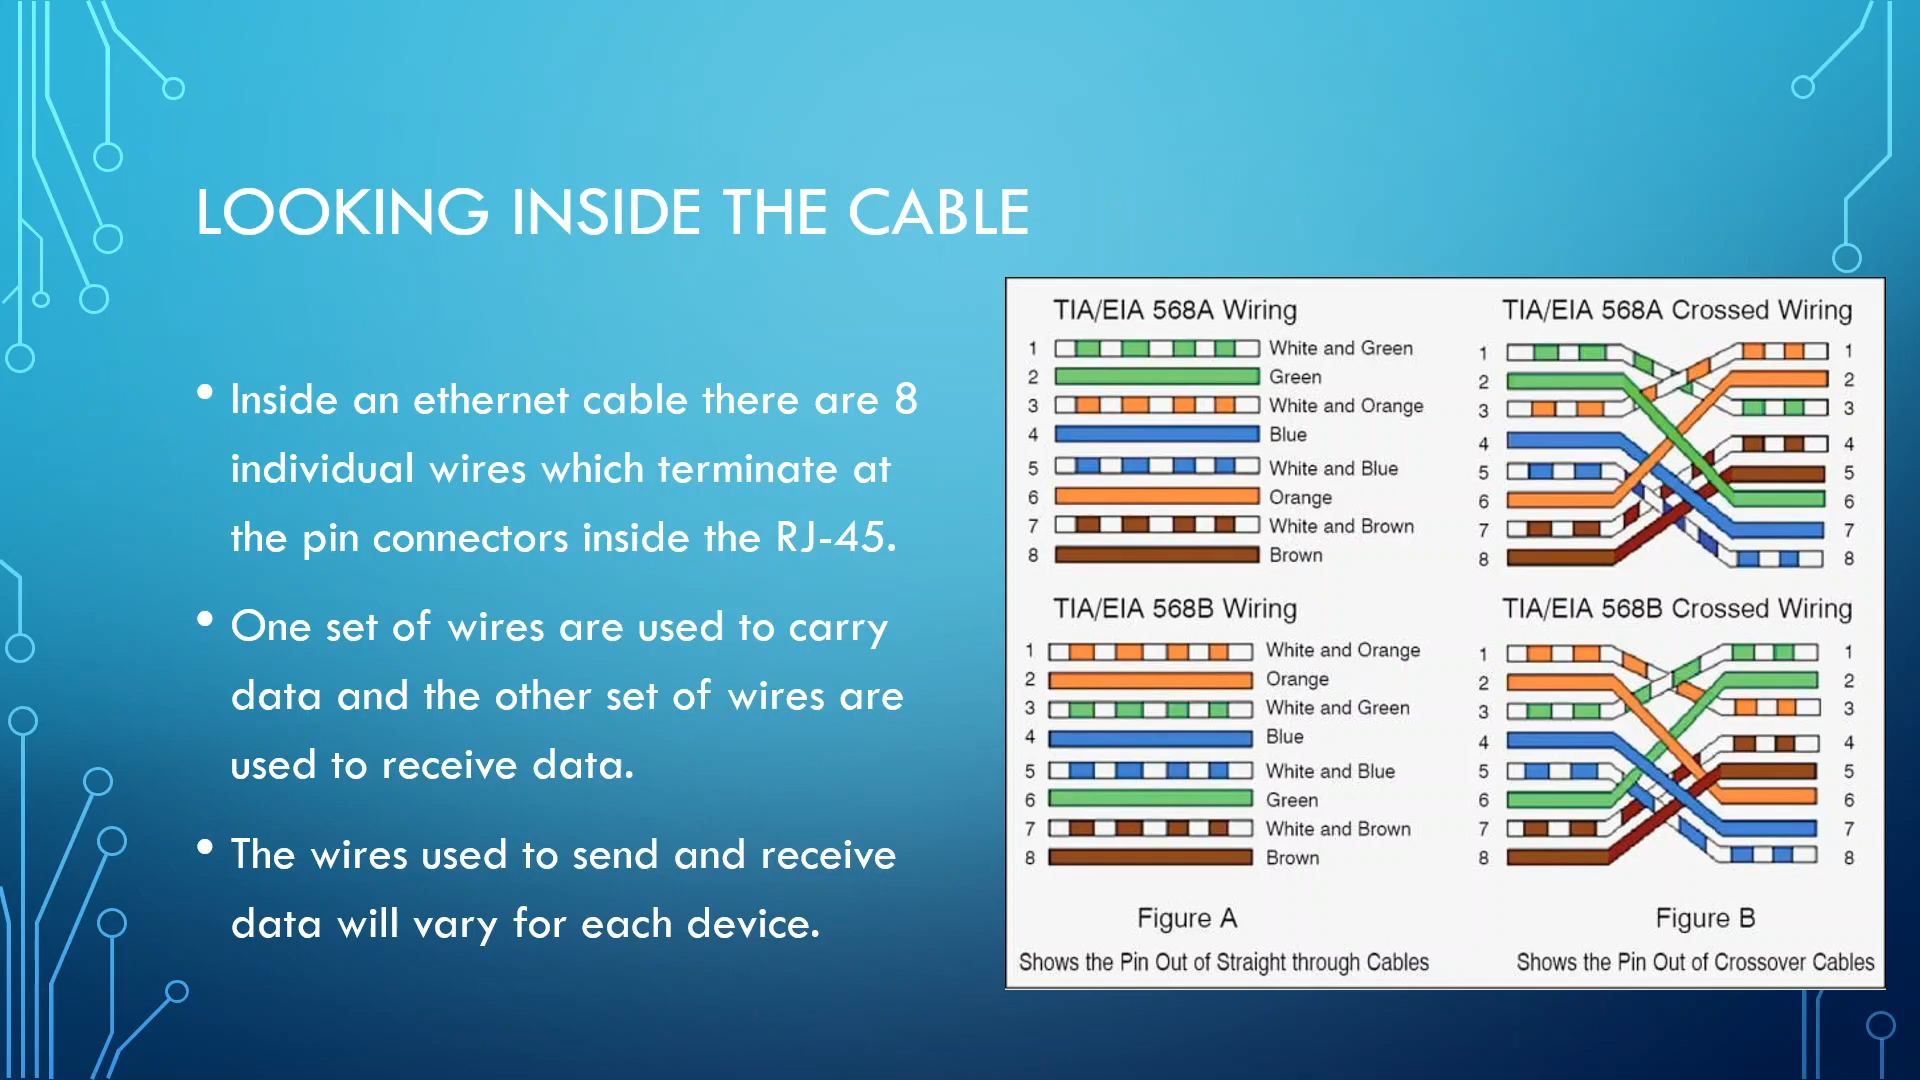 LOOKING INSIDE THE CABLE
• Inside an ethernet cable there are 8
individual wires which terminate at
the pin connectors inside the RJ-45.
• One set of wires are used to carry
data and the other set of wires are
used to receive data.
• The wires used to send and receive
data will vary for each device.
TIA/EIA 568A Wiring
1 White and Green
2 Green
3 White and Orange
4 Blue
5 White and Blue
6 Orange
7 White and Brown
8 Brown
TIA/EIA 568A Crossed Wiring
1 1
2 2
3 3
4 4
5 5
6 6
7 7
8 8
TIA/EIA 568B Wiring
1 White and Orange
2 Orange
3 White and Green
4 Blue
5 White and Blue
6 Green
7 White and Brown
8 Brown
TIA/EIA 568B Crossed Wiring
1 1
2 2
3 3
4 4
5 5
6 6
7 7
8 8
Figure A
Shows the Pin Out of Straight through Cables
Figure B
Shows the Pin Out of Crossover Cables